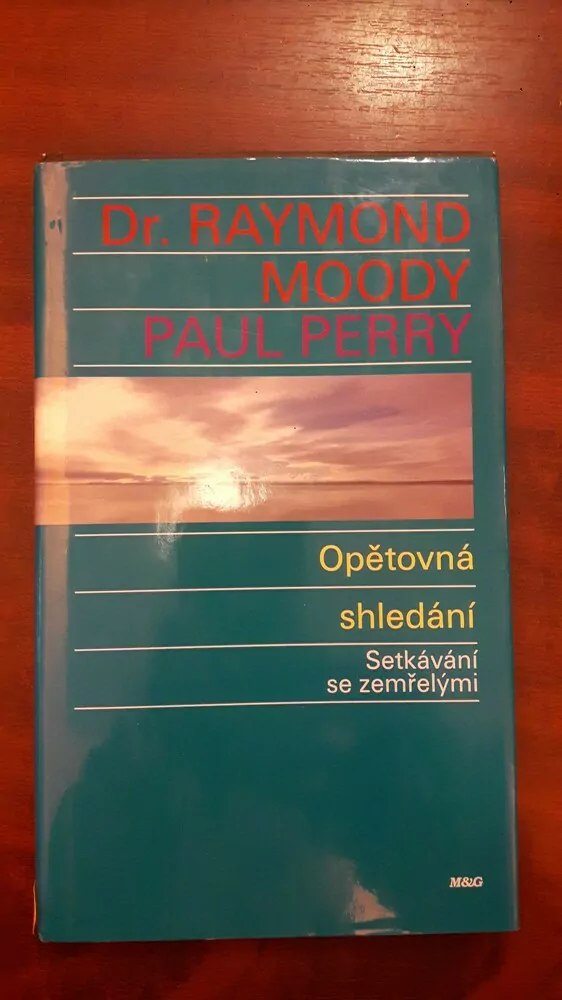 Dr. RAYMOND
MOODY
PAUL PERRY
Opětovná
shledání
Setkávání
se zemřelými
M&G